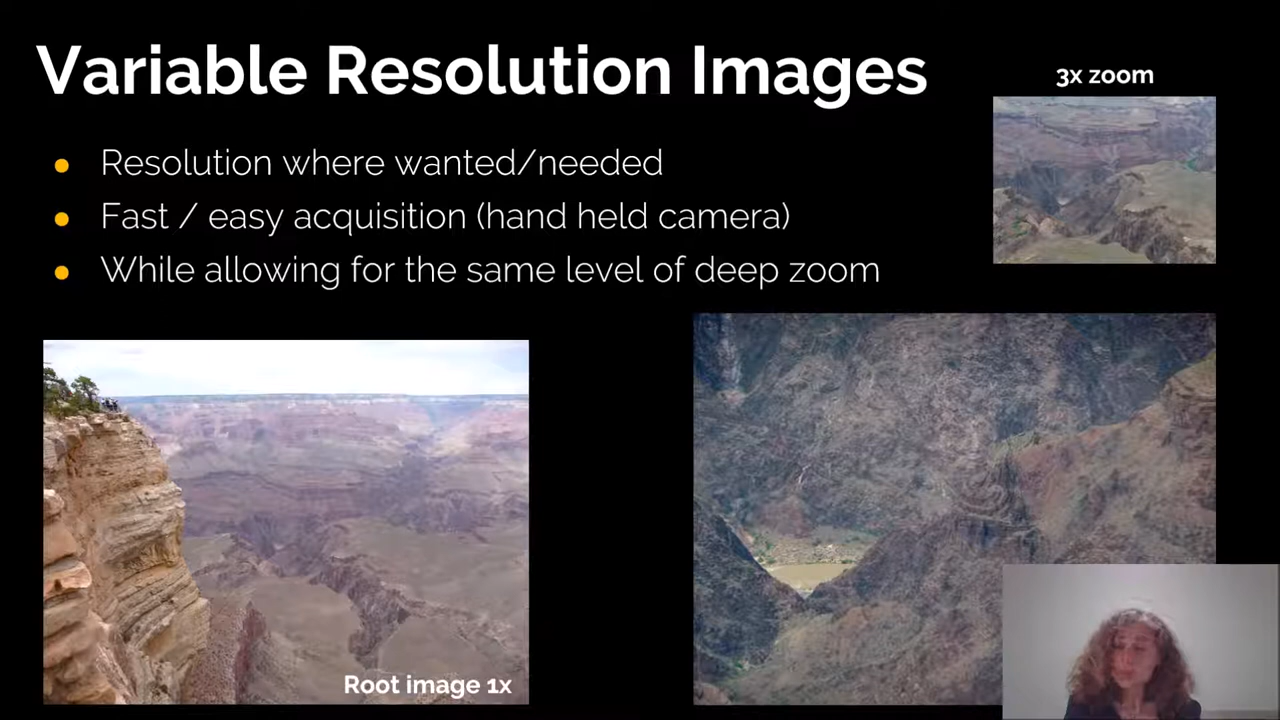 Variable Resolution Images
3x zoom
Resolution where wanted/needed
Fast / easy acquisition (hand held camera)
While allowing for the same level of deep zoom
Root image 1x